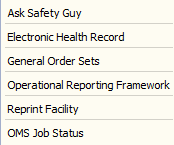 Ask Safety Guy
Electronic Health Record
General Order Sets
Operational Reporting Framework
Reprint Facility
OMS Job Status